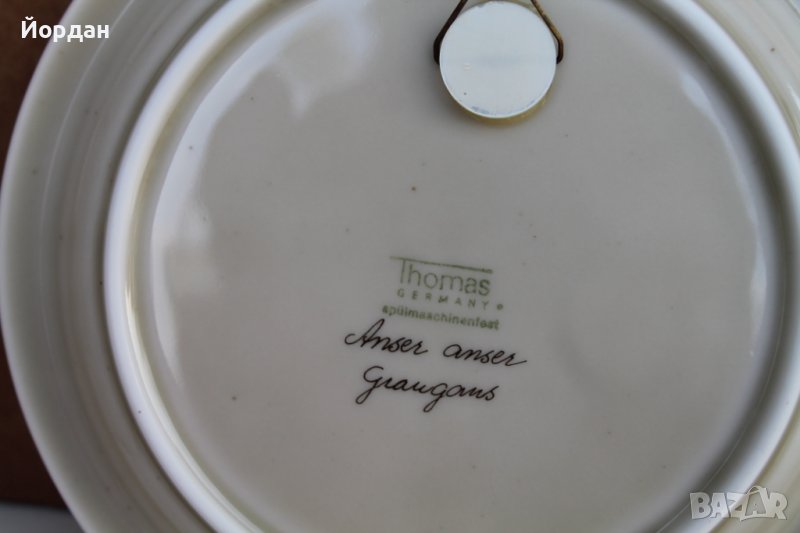 Йордан
Thomas
GERMANY
spülmaschinenfest
Anser anser
Graugans
BAZAR